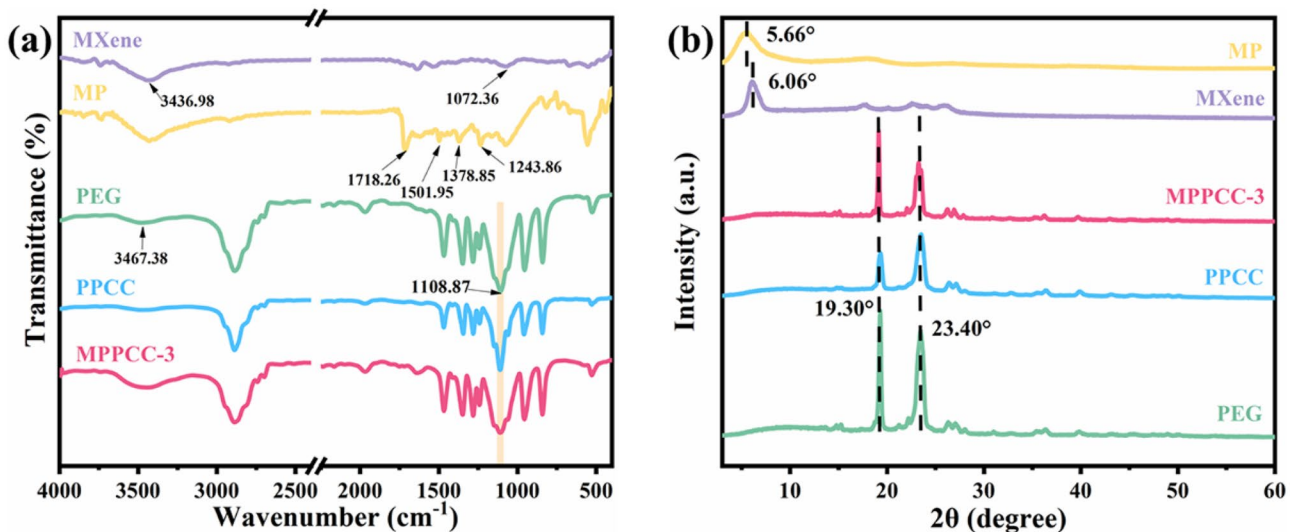 (a)
MXene
3436.98
1072.36
MP
1718.26
1501.95
1378.85
1243.86
PEG
3467.38
1108.87
PPCC
MPPCC-3
Transmittance (%)
4000 3500 3000 2500 2000 1500 1000 500
Wavenumber (cm⁻¹)
(b)
5.66°
MP
6.06°
MXene
MPPCC-3
PPCC
19.30°
23.40°
PEG
Intensity (a.u.)
10 20 30 40 50 60
2θ (degree)